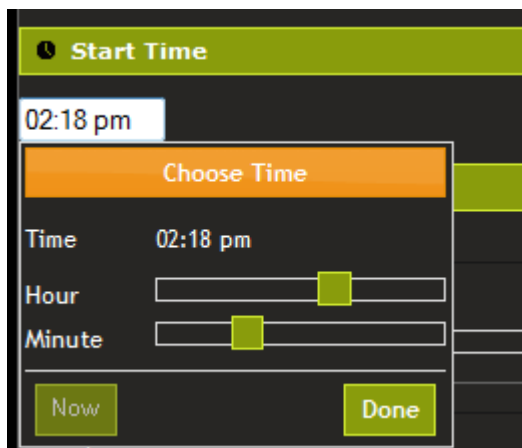 Start Time
02:18 pm
Choose Time
Time 02:18 pm
Hour
Minute
Now Done